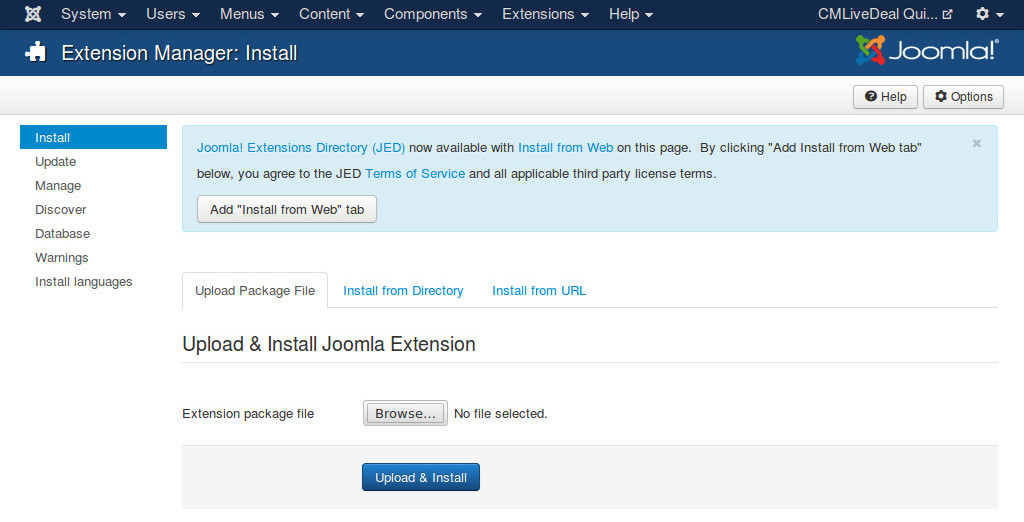 System Users Menus Content Components Extensions Help CMLiveDeal Qui...
Extension Manager: Install Joomla!®
Help Options
Install
Update
Manage
Discover
Database
Warnings
Install languages
Joomla! Extensions Directory (JED) now available with Install from Web on this page. By clicking "Add Install from Web tab"
below, you agree to the JED Terms of Service and all applicable third party license terms.
Add "Install from Web" tab
Upload Package File Install from Directory Install from URL
Upload & Install Joomla Extension
Extension package file Browse... No file selected.
Upload & Install